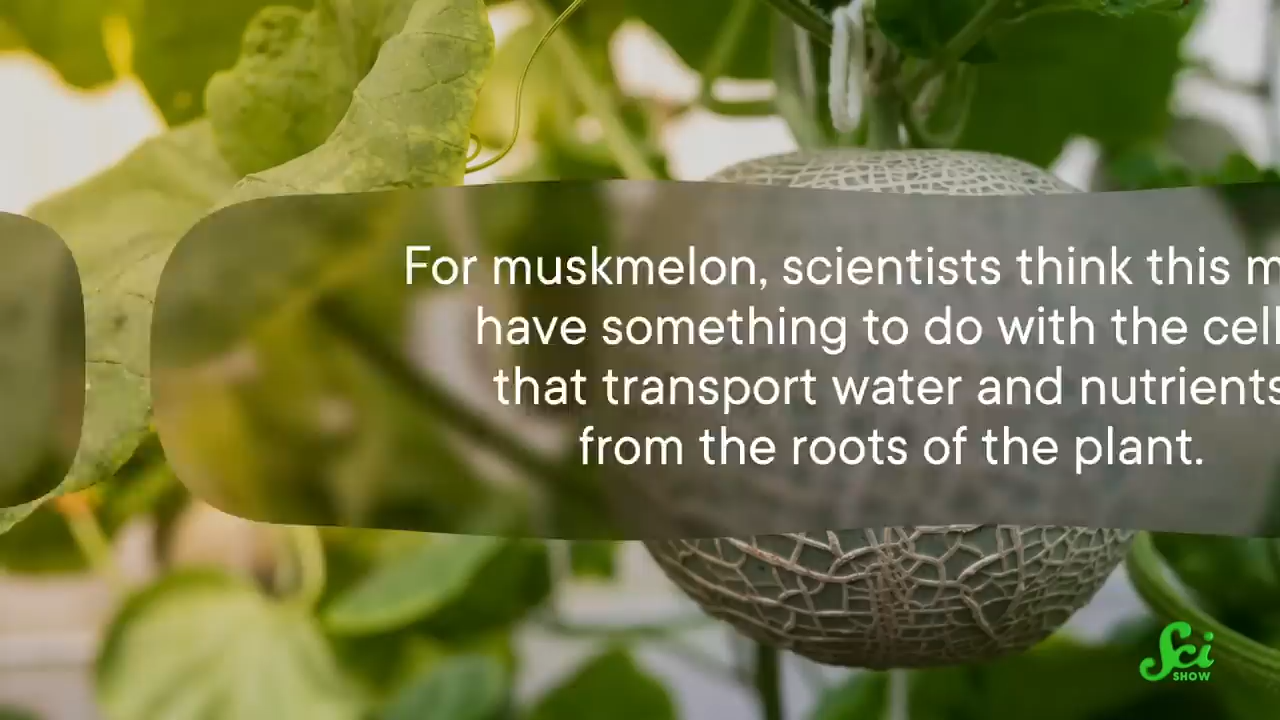 For muskmelon, scientists think this
have something to do with the cell
that transport water and nutrients
from the roots of the plant.
Sci
SHOW